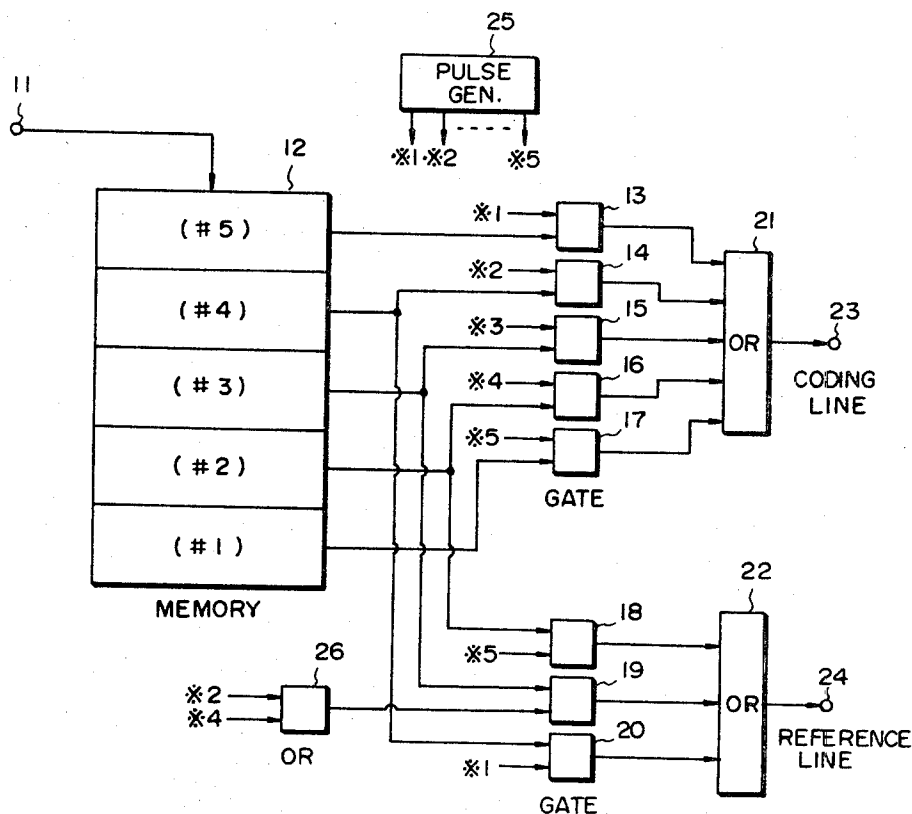 25
PULSE
GEN.
11
※1 ※2 ※5
12
(#5)
(#4)
(#3)
(#2)
(#1)
MEMORY
※1
13
※2
14
※3
15
※4
16
※5
17
GATE
21
OR
23
CODING
LINE
18
※5
19
20
※1
GATE
22
OR
24
REFERENCE
LINE
26
※2
※4
OR